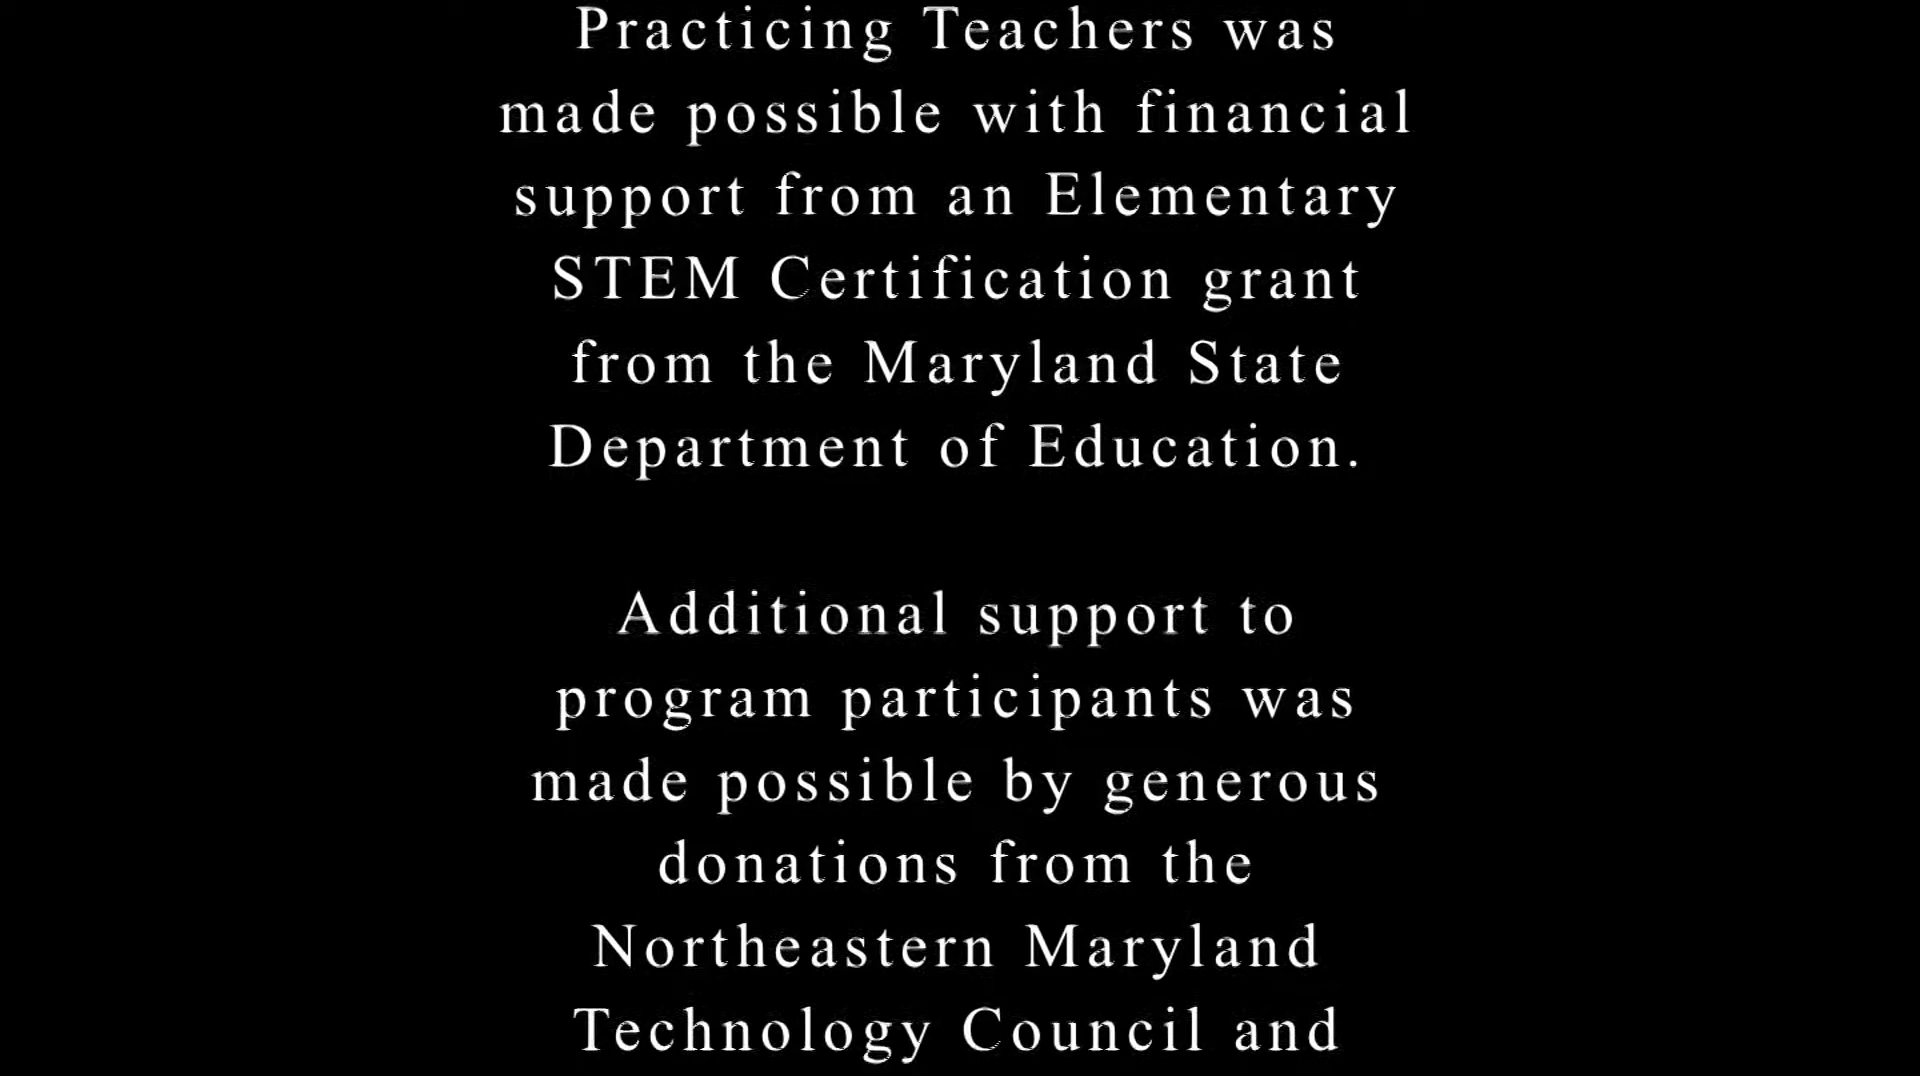 Practicing Teachers was
made possible with financial
support from an Elementary
STEM Certification grant
from the Maryland State
Department of Education.
Additional support to
program participants was
made possible by generous
donations from the
Northeastern Maryland
Technology Council and